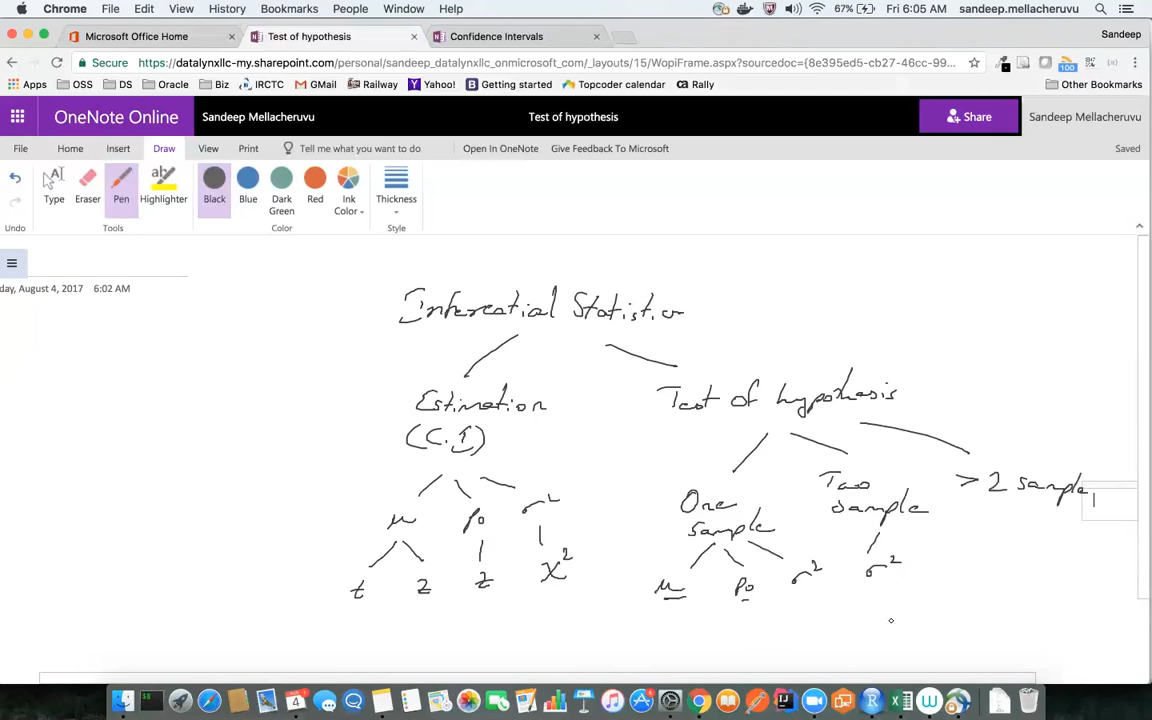 Chrome File Edit View History Bookmarks People Window Help 67% Fri 6:05 AM sandeep.mellacheruvu
Microsoft Office Home Test of hypothesis Confidence Intervals Sandeep
Secure https://datalynxllc-my.sharepoint.com/personal/sandeep_datalynxllc_onmicrosoft_com/_layouts/15/WopiFrame.aspx?sourcedoc={8e395ed5-cb27-46cc-99...
Apps OSS DS Oracle Biz IRCTC GMail Railway Yahoo! Getting started Topcoder calendar Rally 100 Other Bookmarks
OneNote Online Sandeep Mellacheruvu Test of hypothesis Share Sandeep Mellacheruvu
File Home Insert Draw View Print Tell me what you want to do Open In OneNote Give Feedback To Microsoft Saved
Undo Type Eraser Pen Highlighter Black Blue Dark Green Red Ink Color Thickness
Undo Tools Color Style
day, August 4, 2017 6:02 AM
Inferential Statistics
Estimation Test of hypothesis
(C.I)
One sample Two sample > 2 sample
μ po σ² μ po σ² σ²
t z z χ²